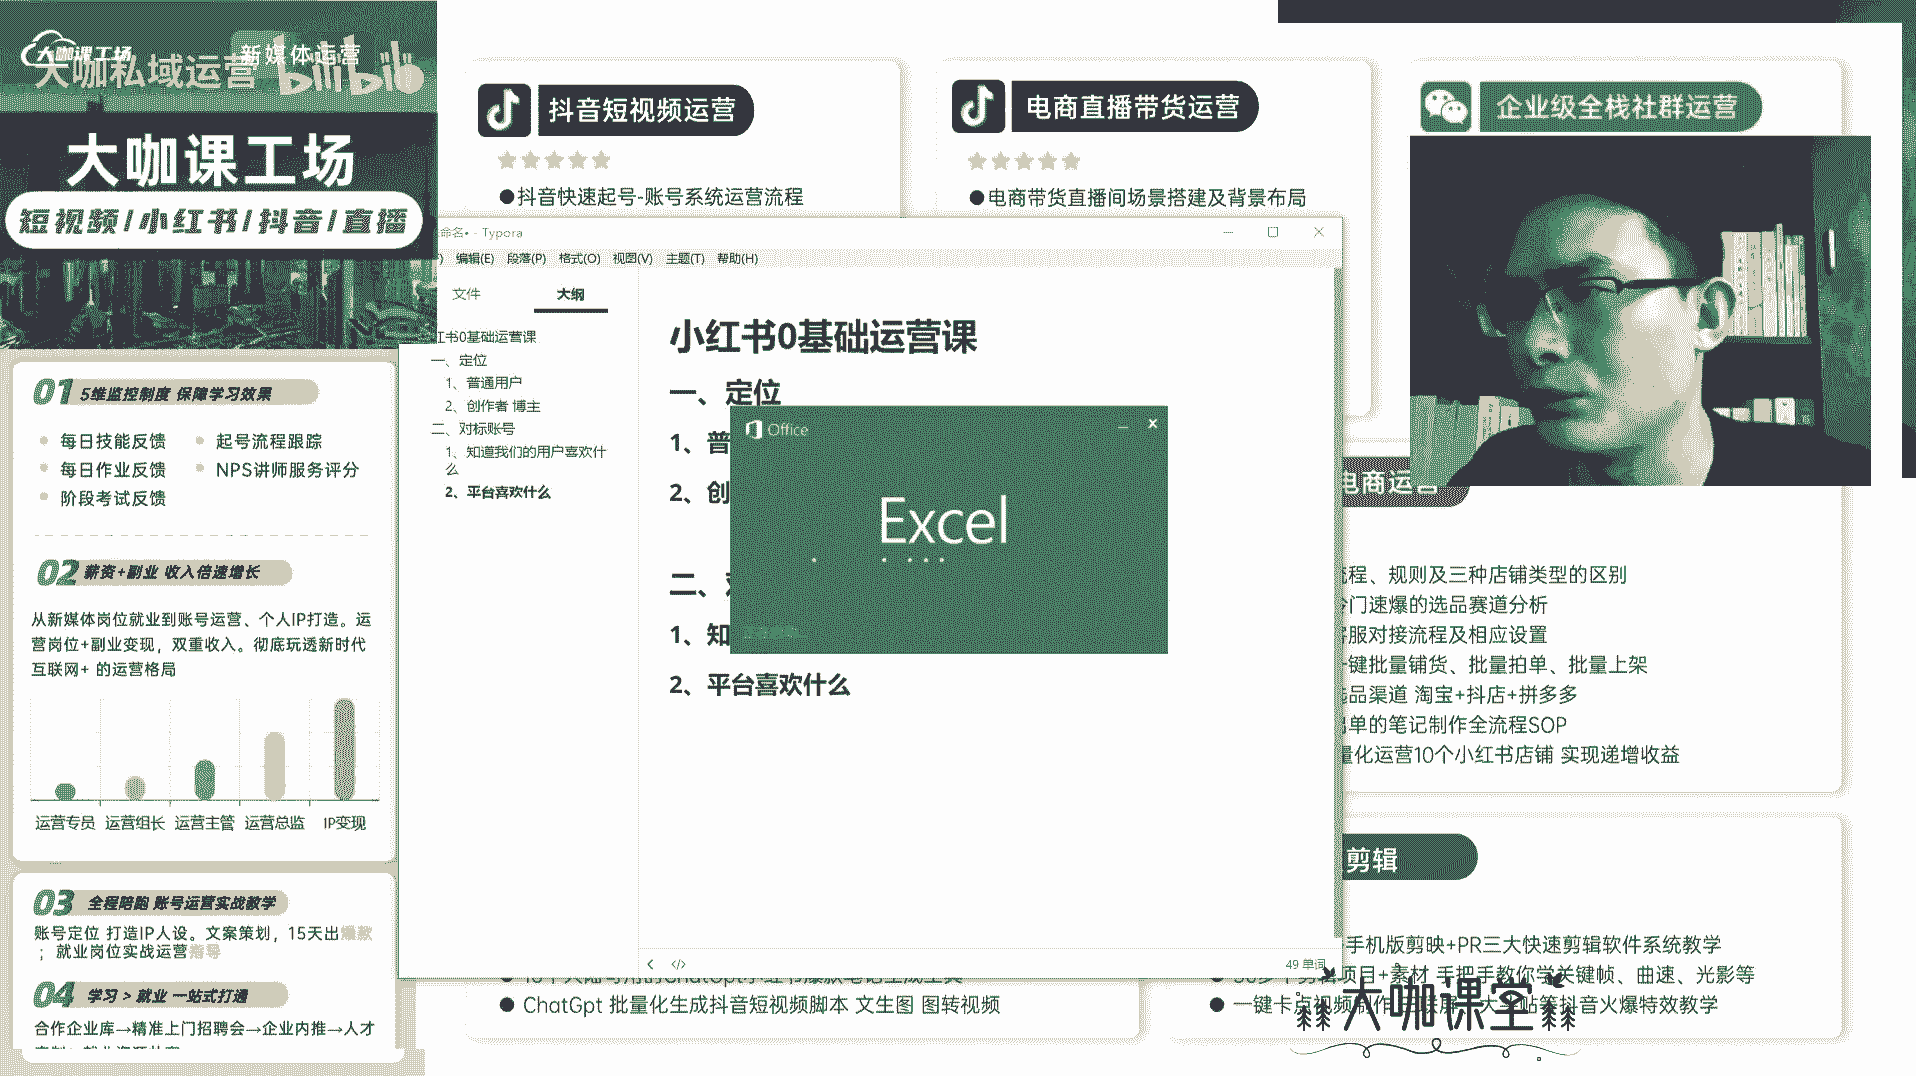 大咖课工场
新媒体运营
大咖私域运营
bilibili
大咖课工场
短视频/小红书/抖音/直播
01 5维监控制度 保障学习效果
每日技能反馈
起号流程跟踪
每日作业反馈
NPS讲师服务评分
阶段考试反馈
02 薪资+副业 收入倍速增长
从新媒体岗位就业到账号运营、个人IP打造。运
营岗位+副业变现，双重收入。彻底玩透新时代
互联网+ 的运营格局
运营专员 运营组长 运营主管 运营总监 IP变现
03 全程陪跑 账号运营实战教学
账号定位 打造IP人设。文案策划，15天出爆款
；就业岗位实战运营指导
04 学习 > 就业 一站式打通
合作企业库→精准上门招聘会→企业内推→人才
抖音短视频运营
●抖音快速起号-账号系统运营流程
电商直播带货运营
●电商带货直播间场景搭建及背景布局
企业级全栈社群运营
命名• - Typora
编辑(E) 段落(P) 格式(O) 视图(V) 主题(T) 帮助(H)
文件 大纲
红书0基础运营课
一、定位
1、普通用户
2、创作者 博主
二、对标账号
1、知道我们的用户喜欢什
么
2、平台喜欢什么
小红书0基础运营课
一、定位
1、普
2、创
二、
1、知
2、平台喜欢什么
Office
Excel
49 单词
电商运营
流程、规则及三种店铺类型的区别
门速爆的选品赛道分析
客服对接流程及相应设置
一键批量铺货、批量拍单、批量上架
选品渠道 淘宝+抖店+拼多多
出单的笔记制作全流程SOP
量化运营10个小红书店铺 实现递增收益
剪辑
手机版剪映+PR三大快速剪辑软件系统教学
项目+素材 手把手教你学关键帧、曲速、光影等
● ChatGpt 批量化生成抖音短视频脚本 文生图 图转视频
大咖课堂